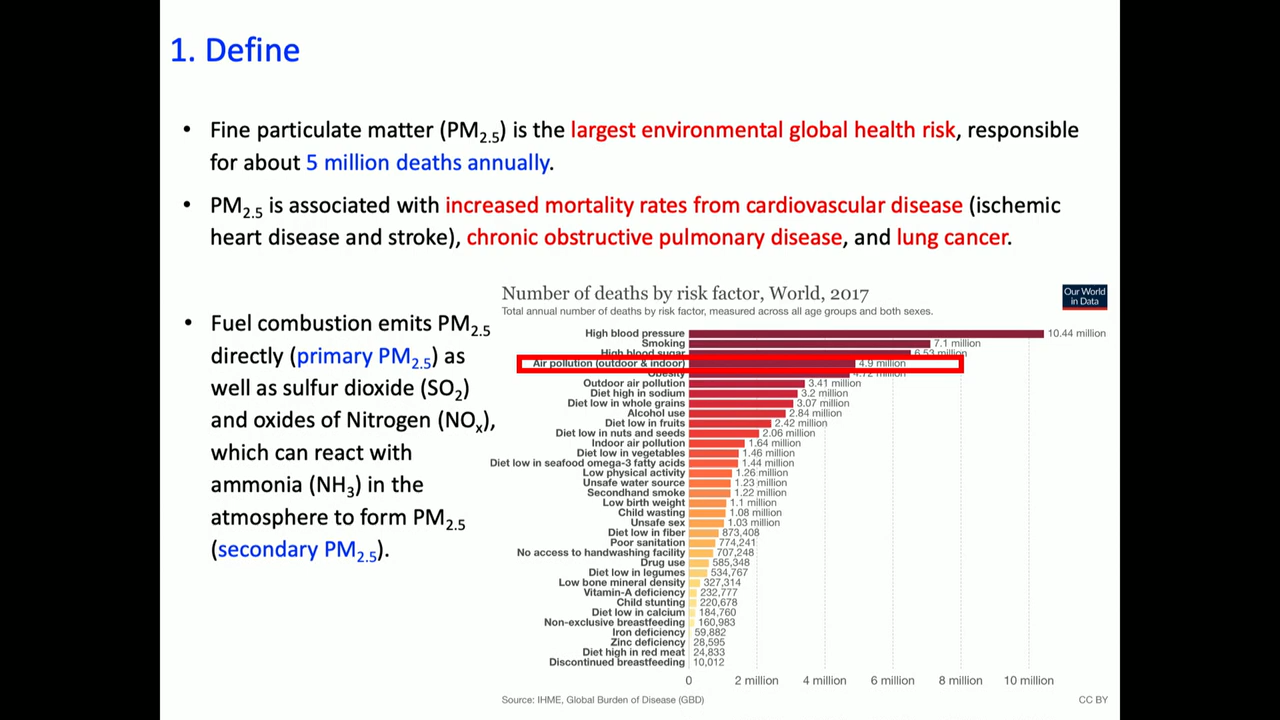 1. Define
• Fine particulate matter (PM2.5) is the largest environmental global health risk, responsible
for about 5 million deaths annually.
• PM2.5 is associated with increased mortality rates from cardiovascular disease (ischemic
heart disease and stroke), chronic obstructive pulmonary disease, and lung cancer.
• Fuel combustion emits PM2.5
directly (primary PM2.5) as
well as sulfur dioxide (SO2)
and oxides of Nitrogen (NOx),
which can react with
ammonia (NH3) in the
atmosphere to form PM2.5
(secondary PM2.5).
Number of deaths by risk factor, World, 2017
Total annual number of deaths by risk factor, measured across all age groups and both sexes.
Our World
in Data
High blood pressure 10.44 million
Smoking 7.1 million
High blood sugar 6.53 million
Air pollution (outdoor & indoor) 4.9 million
Obesity 4.72 million
Outdoor air pollution 3.41 million
Diet high in sodium 3.2 million
Diet low in whole grains 3.07 million
Alcohol use 2.84 million
Diet low in fruits 2.42 million
Diet low in nuts and seeds 2.06 million
Indoor air pollution 1.64 million
Diet low in vegetables 1.46 million
Diet low in seafood omega-3 fatty acids 1.44 million
Low physical activity 1.26 million
Unsafe water source 1.23 million
Secondhand smoke 1.22 million
Low birth weight 1.1 million
Child wasting 1.08 million
Unsafe sex 1.03 million
Diet low in fiber 873,408
Poor sanitation 774,241
No access to handwashing facility 707,248
Drug use 585,348
Diet low in legumes 534,767
Low bone mineral density 327,314
Vitamin-A deficiency 232,777
Child stunting 220,678
Diet low in calcium 184,760
Non-exclusive breastfeeding 160,983
Iron deficiency 59,882
Zinc deficiency 28,595
Diet high in red meat 24,833
Discontinued breastfeeding 10,012
0 2 million 4 million 6 million 8 million 10 million
Source: IHME, Global Burden of Disease (GBD) CC BY